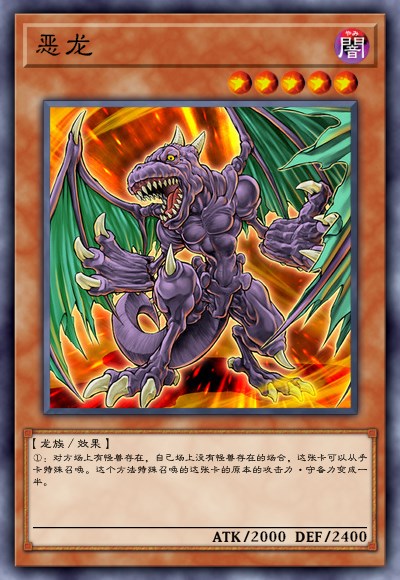 恶龙
やみ
闇
【龙族／效果】
①：对方场上有怪兽存在，自己场上没有怪兽存在的场合，这张卡可以从手
卡特殊召唤。这个方法特殊召唤的这张卡的原本的攻击力・守备力变成一
半。
ATK/2000 DEF/2400